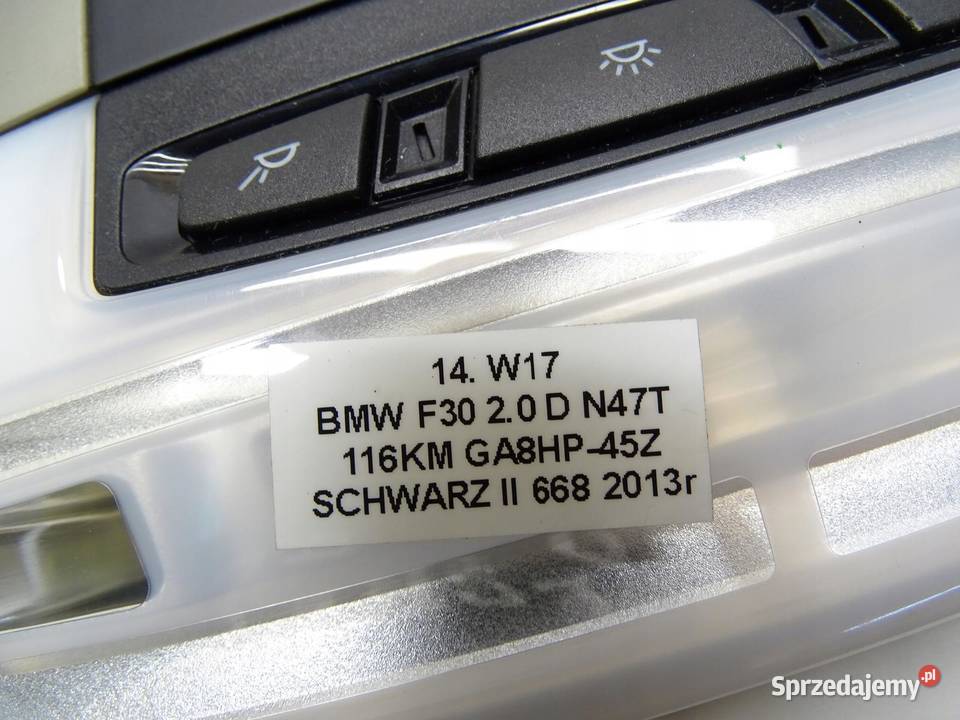 14. W17
BMW F30 2.0 D N47T
116KM GA8HP-45Z
SCHWARZ II 668 2013r
Sprzedajemy.pl